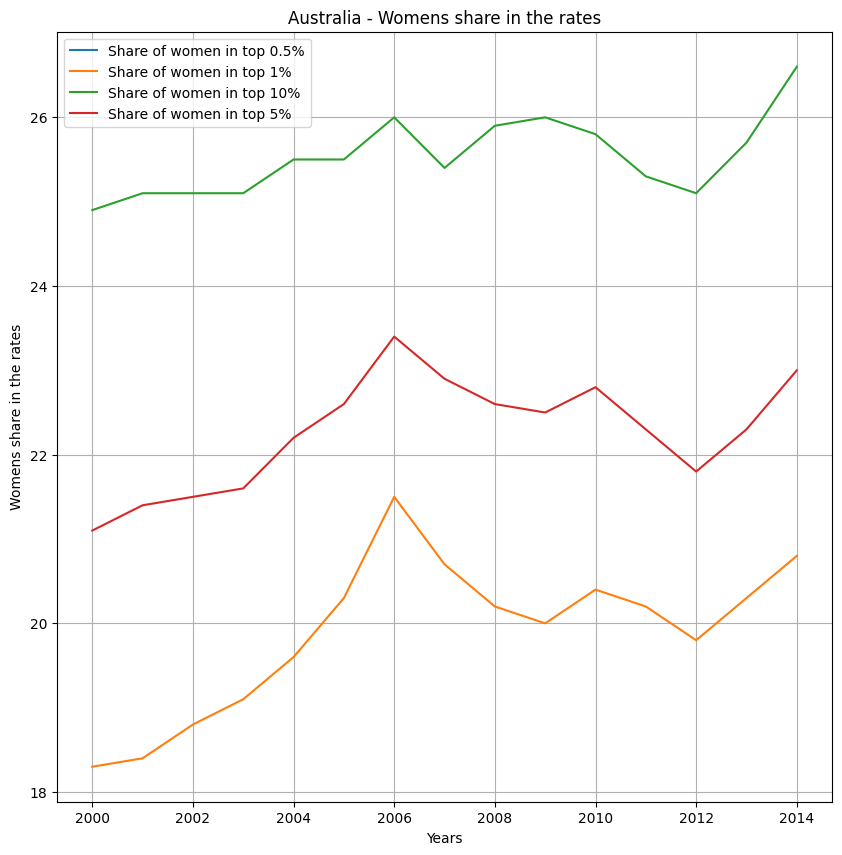 Australia - Womens share in the rates
Share of women in top 0.5%
Share of women in top 1%
Share of women in top 10%
Share of women in top 5%
Womens share in the rates
26
24
22
20
18
2000 2002 2004 2006 2008 2010 2012 2014
Years